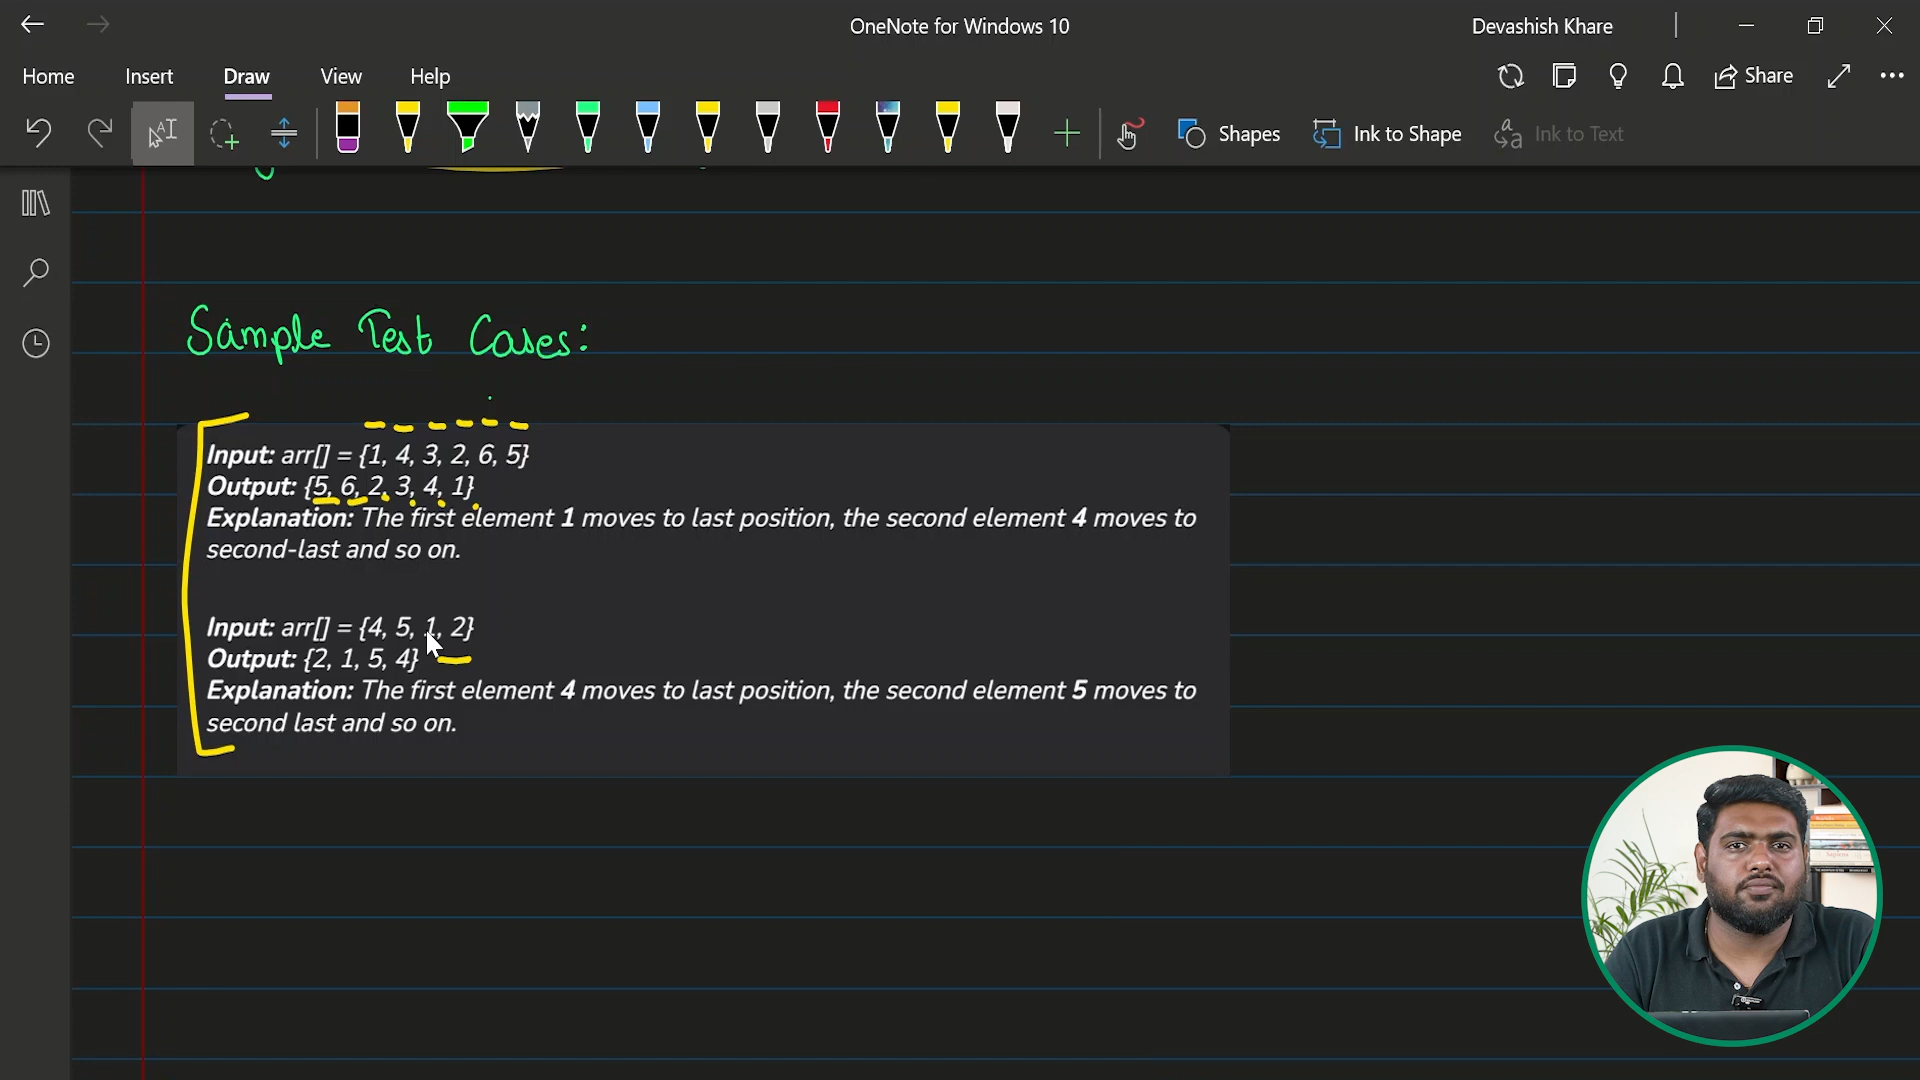 OneNote for Windows 10
Devashish Khare
Home Insert Draw View Help
Share
Shapes Ink to Shape Ink to Text
Sample Test Cases:
Input: arr[] = {1, 4, 3, 2, 6, 5}
Output: {5, 6, 2, 3, 4, 1}
Explanation: The first element 1 moves to last position, the second element 4 moves to
second-last and so on.
Input: arr[] = {4, 5, 1, 2}
Output: {2, 1, 5, 4}
Explanation: The first element 4 moves to last position, the second element 5 moves to
second last and so on.